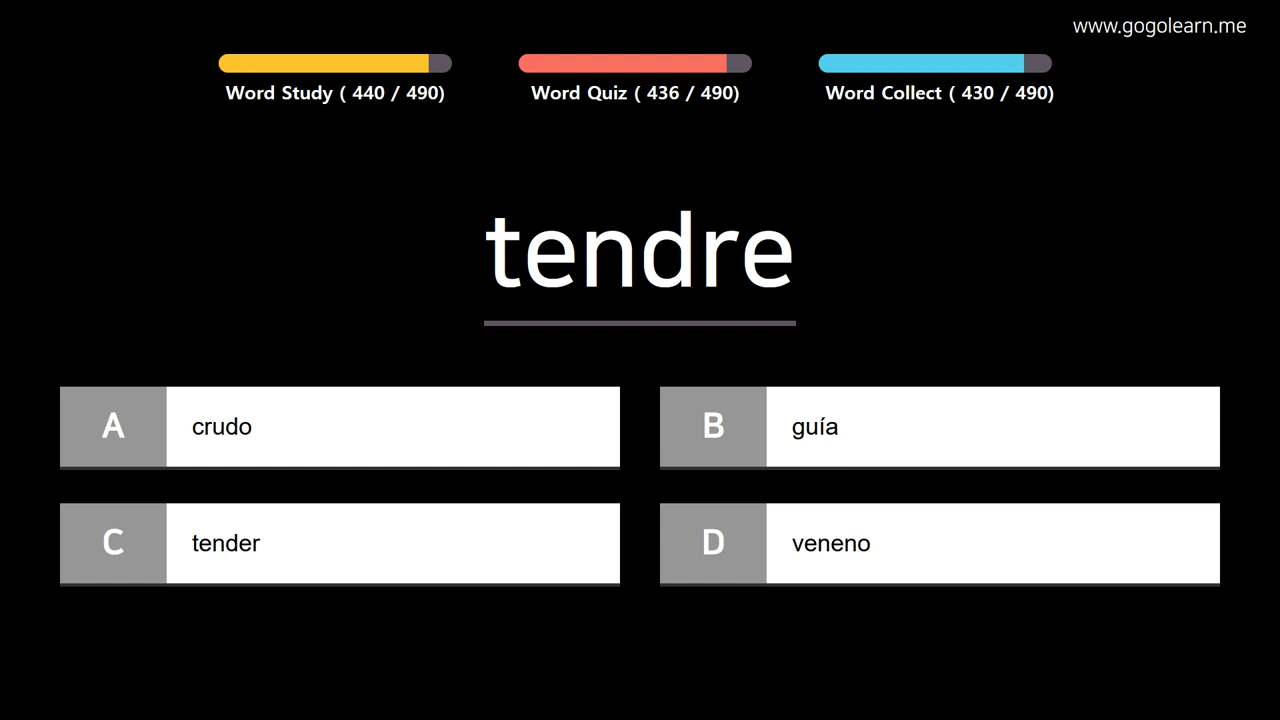 www.gogolearn.me
Word Study ( 440 / 490)
Word Quiz ( 436 / 490)
Word Collect ( 430 / 490)
tendre
A crudo
B guía
C tender
D veneno